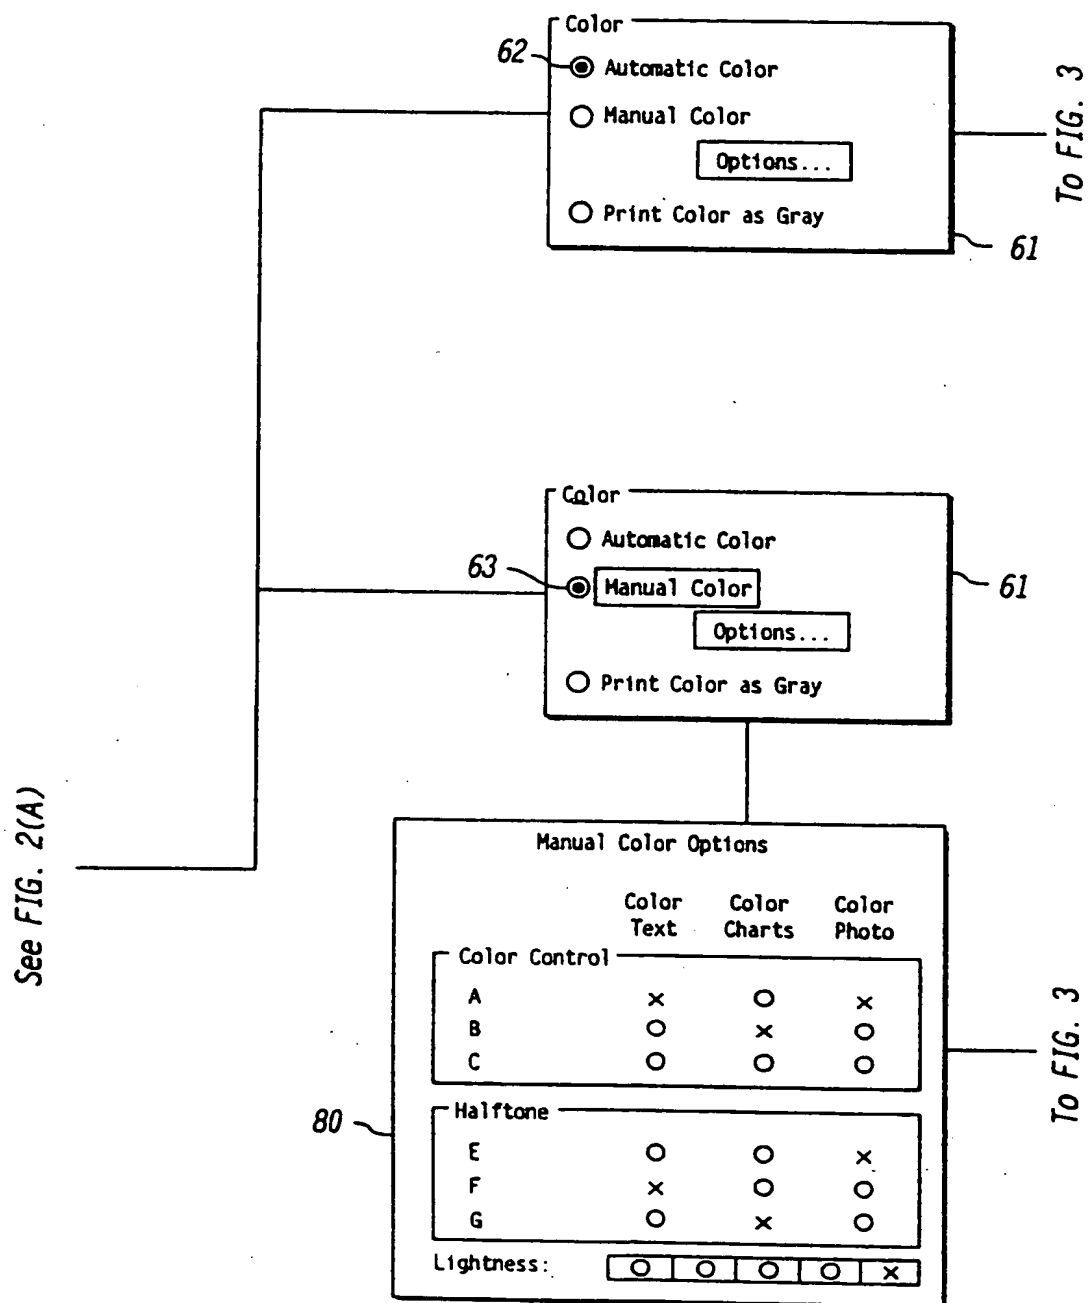 Color
62
Automatic Color
Manual Color
Options...
Print Color as Gray
61
To FIG. 3
Color
Automatic Color
63
Manual Color
61
Options...
Print Color as Gray
See FIG. 2(A)
Manual Color Options
Color Text
Color Charts
Color Photo
Color Control
A x O x
B O x O
C O O O
To FIG. 3
80
Halftone
E O O x
F x O O
G O x O
Lightness: O O O O x